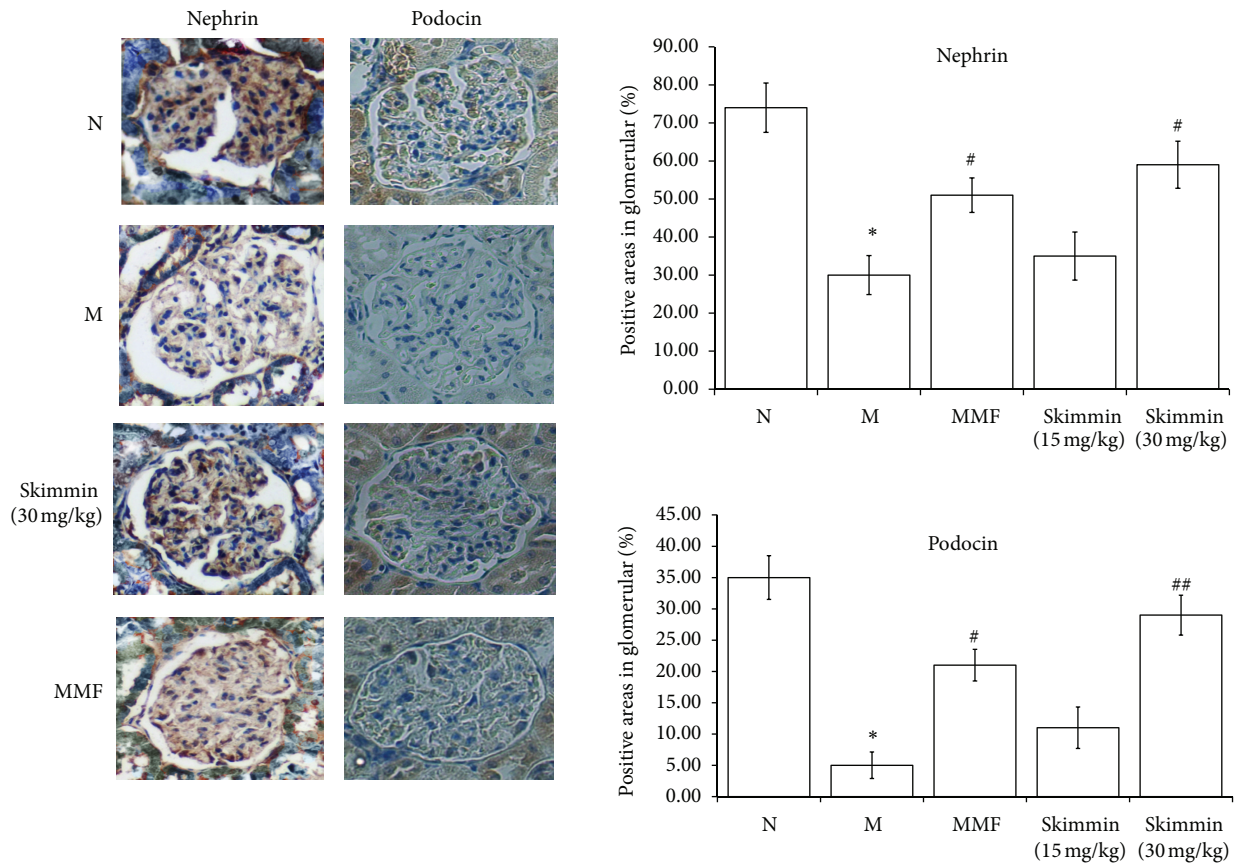 Nephrin
Podocin
N
M
Skimmin
(30 mg/kg)
MMF
Nephrin
Positive areas in glomerular (%)
90.00
80.00
70.00
60.00
50.00
40.00
30.00
20.00
10.00
0.00
*
#
#
N
M
MMF
Skimmin
(15 mg/kg)
Skimmin
(30 mg/kg)
Podocin
Positive areas in glomerular (%)
45.00
40.00
35.00
30.00
25.00
20.00
15.00
10.00
5.00
0.00
*
#
##
N
M
MMF
Skimmin
(15 mg/kg)
Skimmin
(30 mg/kg)